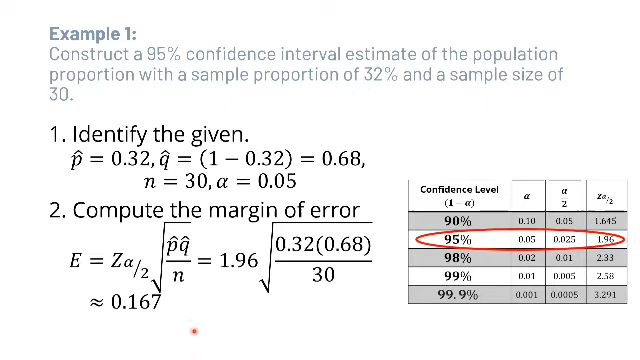 Example 1:
Construct a 95% confidence interval estimate of the population
proportion with a sample proportion of 32% and a sample size of
30.
1. Identify the given.
p̂ = 0.32, q̂ = (1 − 0.32) = 0.68,
n = 30, α = 0.05
2. Compute the margin of error
E = Zα/2 √(p̂q̂/n) = 1.96 √(0.32(0.68)/30)
≈ 0.167
Confidence Level (1 − α) α α/2 Zα/2
90% 0.10 0.05 1.645
95% 0.05 0.025 1.96
98% 0.02 0.01 2.33
99% 0.01 0.005 2.58
99.9% 0.001 0.0005 3.291